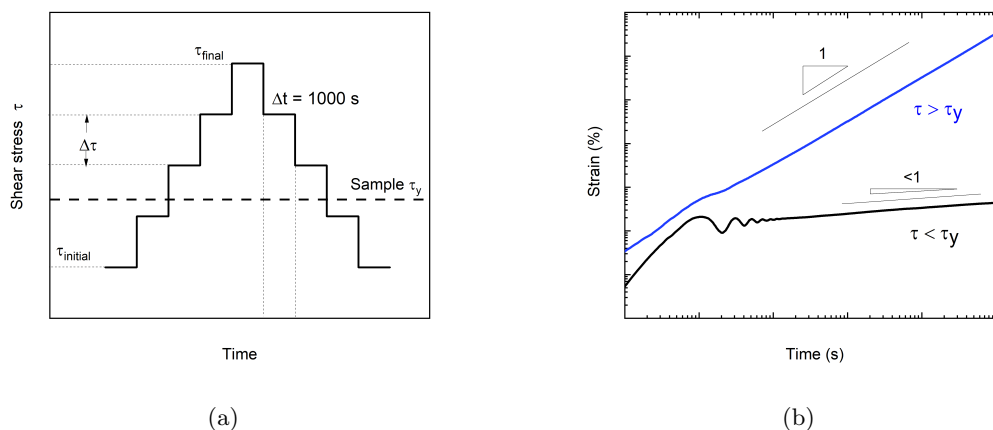 τfinal
Δt = 1000 s
Δτ
Sample τy
τinitial
Shear stress τ
Time
(a)
1
τ > τy
<1
τ < τy
Strain (%)
Time (s)
(b)